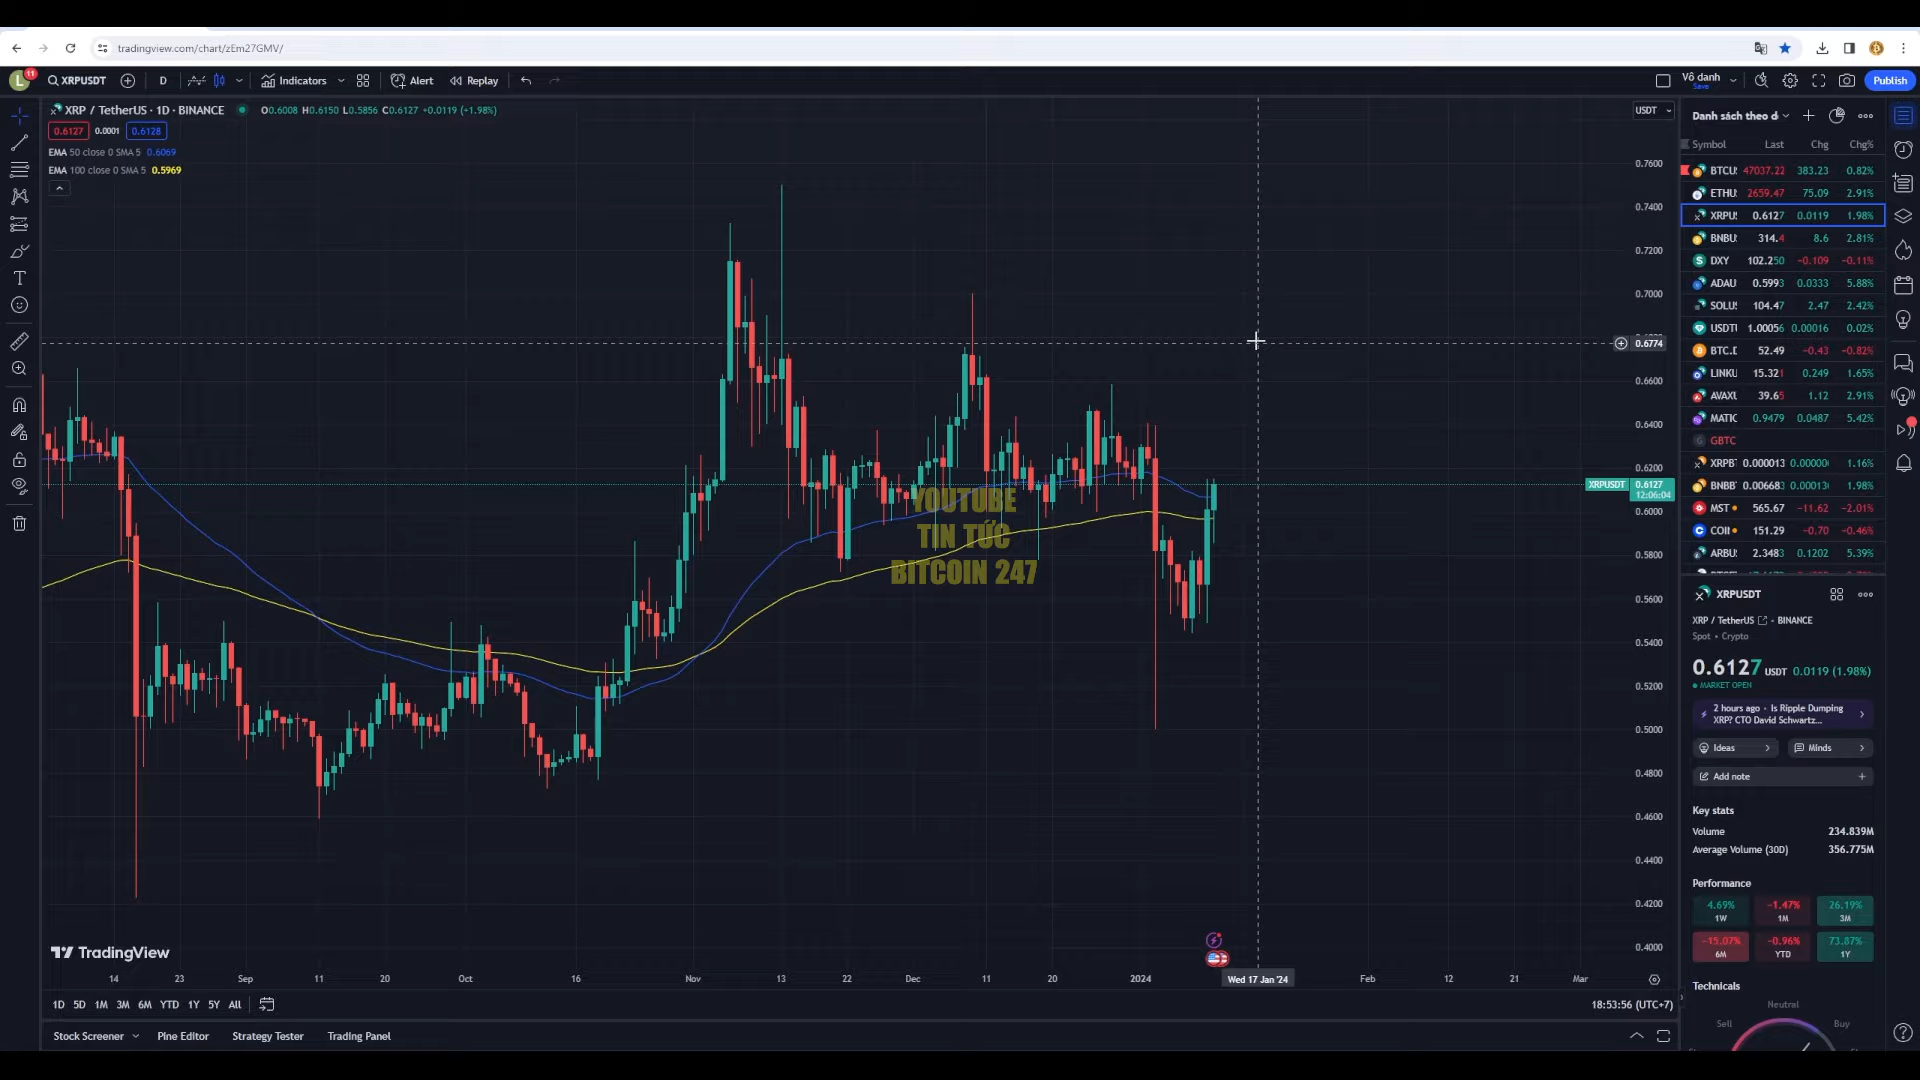 tradingview.com/chart/zEm27GMV/
L 11 XRPUSDT D Indicators Alert Replay Vô danh Save Publish
XRP / TetherUS · 1D · BINANCE O0.6008 H0.6150 L0.5856 C0.6127 +0.0119 (+1.98%)
0.6127 0.0001 0.6128
EMA 50 close 0 SMA 5 0.6069
EMA 100 close 0 SMA 5 0.5969
USDT
0.7600
0.7400
0.7200
0.7000
0.6774
0.6600
0.6400
0.6200
XRPUSDT 0.6127
12:06:04
0.6000
0.5800
0.5600
0.5400
0.5200
0.5000
0.4800
0.4600
0.4400
0.4200
0.4000
YOUTUBE
TIN TỨC
BITCOIN 247
TradingView
14 23 Sep 11 20 Oct 16 Nov 13 22 Dec 11 20 2024 Wed 17 Jan '24 Feb 12 21 Mar
1D 5D 1M 3M 6M YTD 1Y 5Y All
18:53:56 (UTC+7)
Stock Screener Pine Editor Strategy Tester Trading Panel
Danh sách theo d
Symbol Last Chg Chg%
BTCU 47037.22 383.23 0.82%
ETHU 2659.47 75.09 2.91%
XRPU 0.6127 0.0119 1.98%
BNBU 314.4 8.6 2.81%
DXY 102.250 −0.109 −0.11%
ADAU 0.5993 0.0333 5.88%
SOLU 104.47 2.47 2.42%
USDT 1.00056 0.00016 0.02%
BTC.D 52.49 −0.43 −0.82%
LINKU 15.321 0.249 1.65%
AVAX 39.65 1.12 2.91%
MATIC 0.9479 0.0487 5.42%
GBTC
XRPB 0.000013 0.00000 1.16%
BNBB 0.006683 0.00013 1.98%
MST 565.67 −11.62 −2.01%
COI 151.29 −0.70 −0.46%
ARBU 2.3483 0.1202 5.39%
XRPUSDT
XRP / TetherUS · BINANCE
Spot • Crypto
0.6127 USDT 0.0119 (1.98%)
MARKET OPEN
2 hours ago · Is Ripple Dumping
XRP? CTO David Schwartz...
Ideas Minds
Add note
Key stats
Volume 234.839M
Average Volume (30D) 356.775M
Performance
4.69% −1.47% 26.19%
1W 1M 3M
−15.07% −0.96% 73.87%
6M YTD 1Y
Technicals
Neutral
Sell Buy